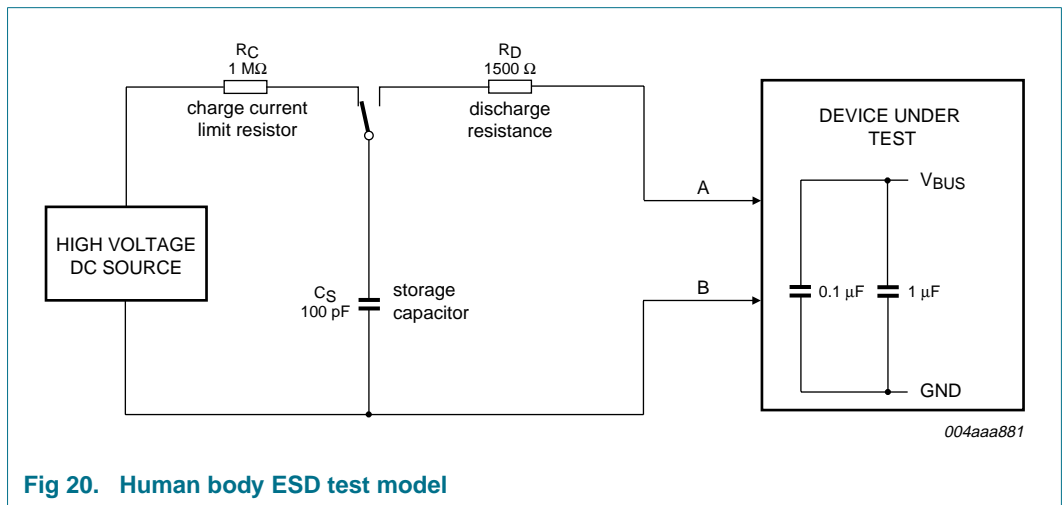 RC
1 MΩ
charge current
limit resistor
RD
1500 Ω
discharge
resistance
DEVICE UNDER
TEST
VBUS
A
HIGH VOLTAGE
DC SOURCE
CS
100 pF
storage
capacitor
B
0.1 μF
1 μF
GND
004aaa881
Fig 20. Human body ESD test model